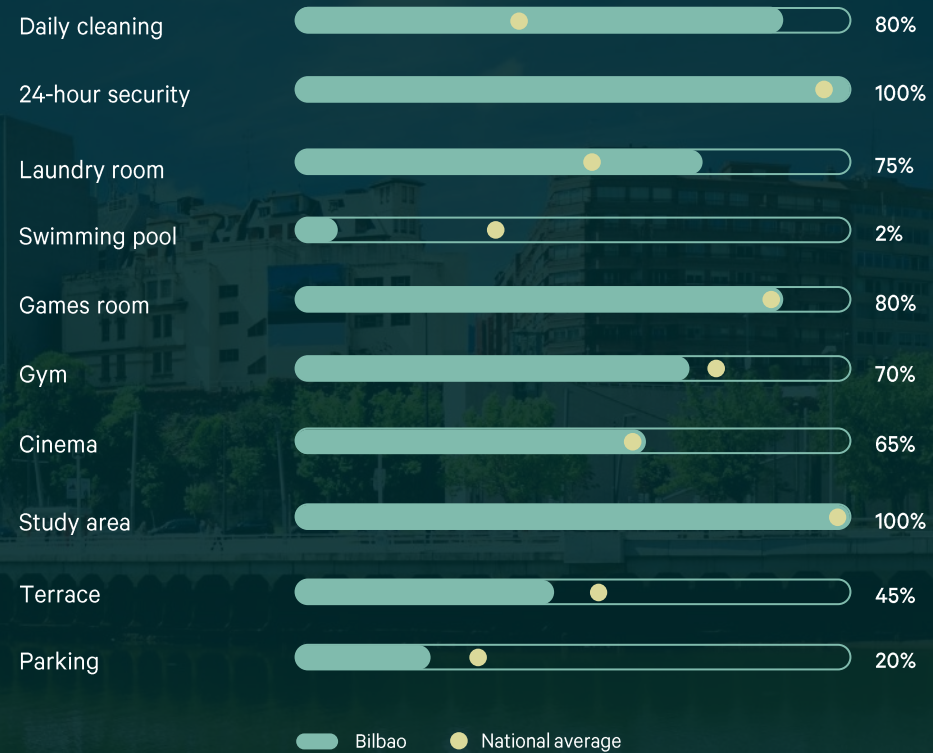 Daily cleaning 80%
24-hour security 100%
Laundry room 75%
Swimming pool 2%
Games room 80%
Gym 70%
Cinema 65%
Study area 100%
Terrace 45%
Parking 20%
Bilbao National average